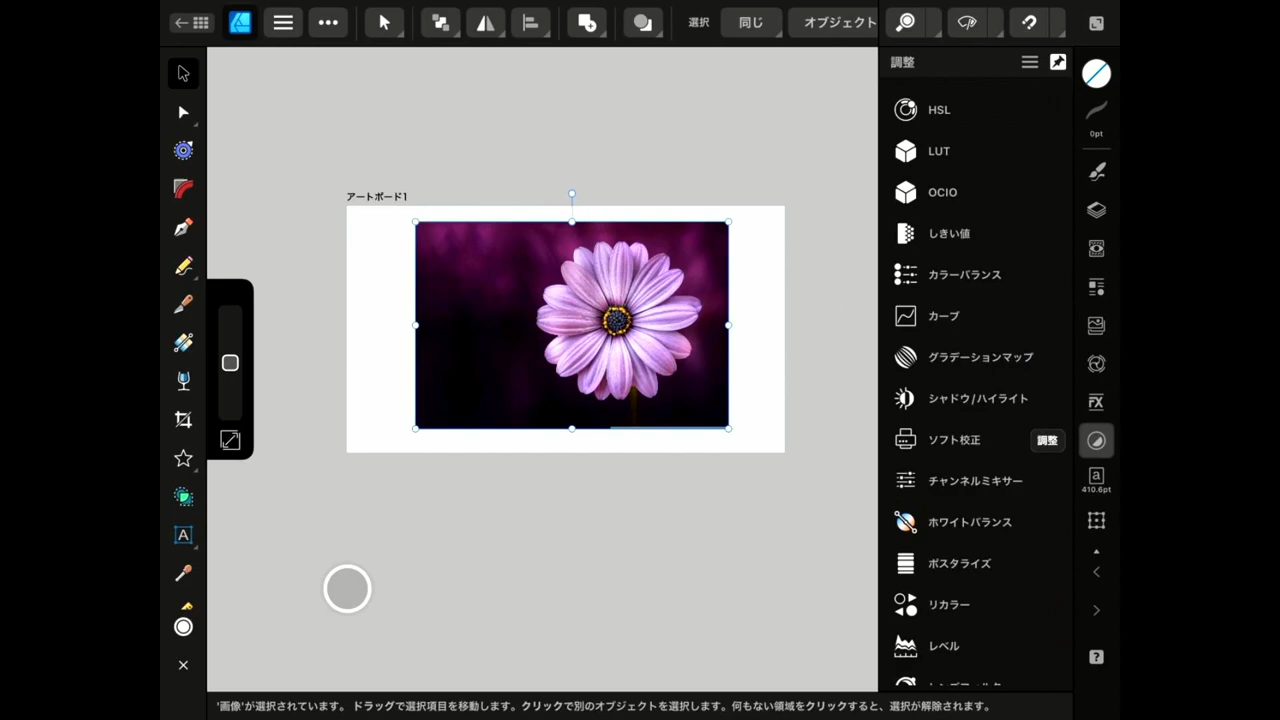 選択
同じ
オブジェクト
調整
HSL
LUT
OCIO
しきい値
カラーバランス
カーブ
グラデーションマップ
シャドウ/ハイライト
ソフト校正
調整
チャンネルミキサー
ホワイトバランス
ポスタライズ
リカラー
レベル
0pt
FX
a
410.6pt
?
アートボード1
A
'画像'が選択されています。 ドラッグで選択項目を移動します。クリックで別のオブジェクトを選択します。何もない領域をクリックすると、選択が解除されます。